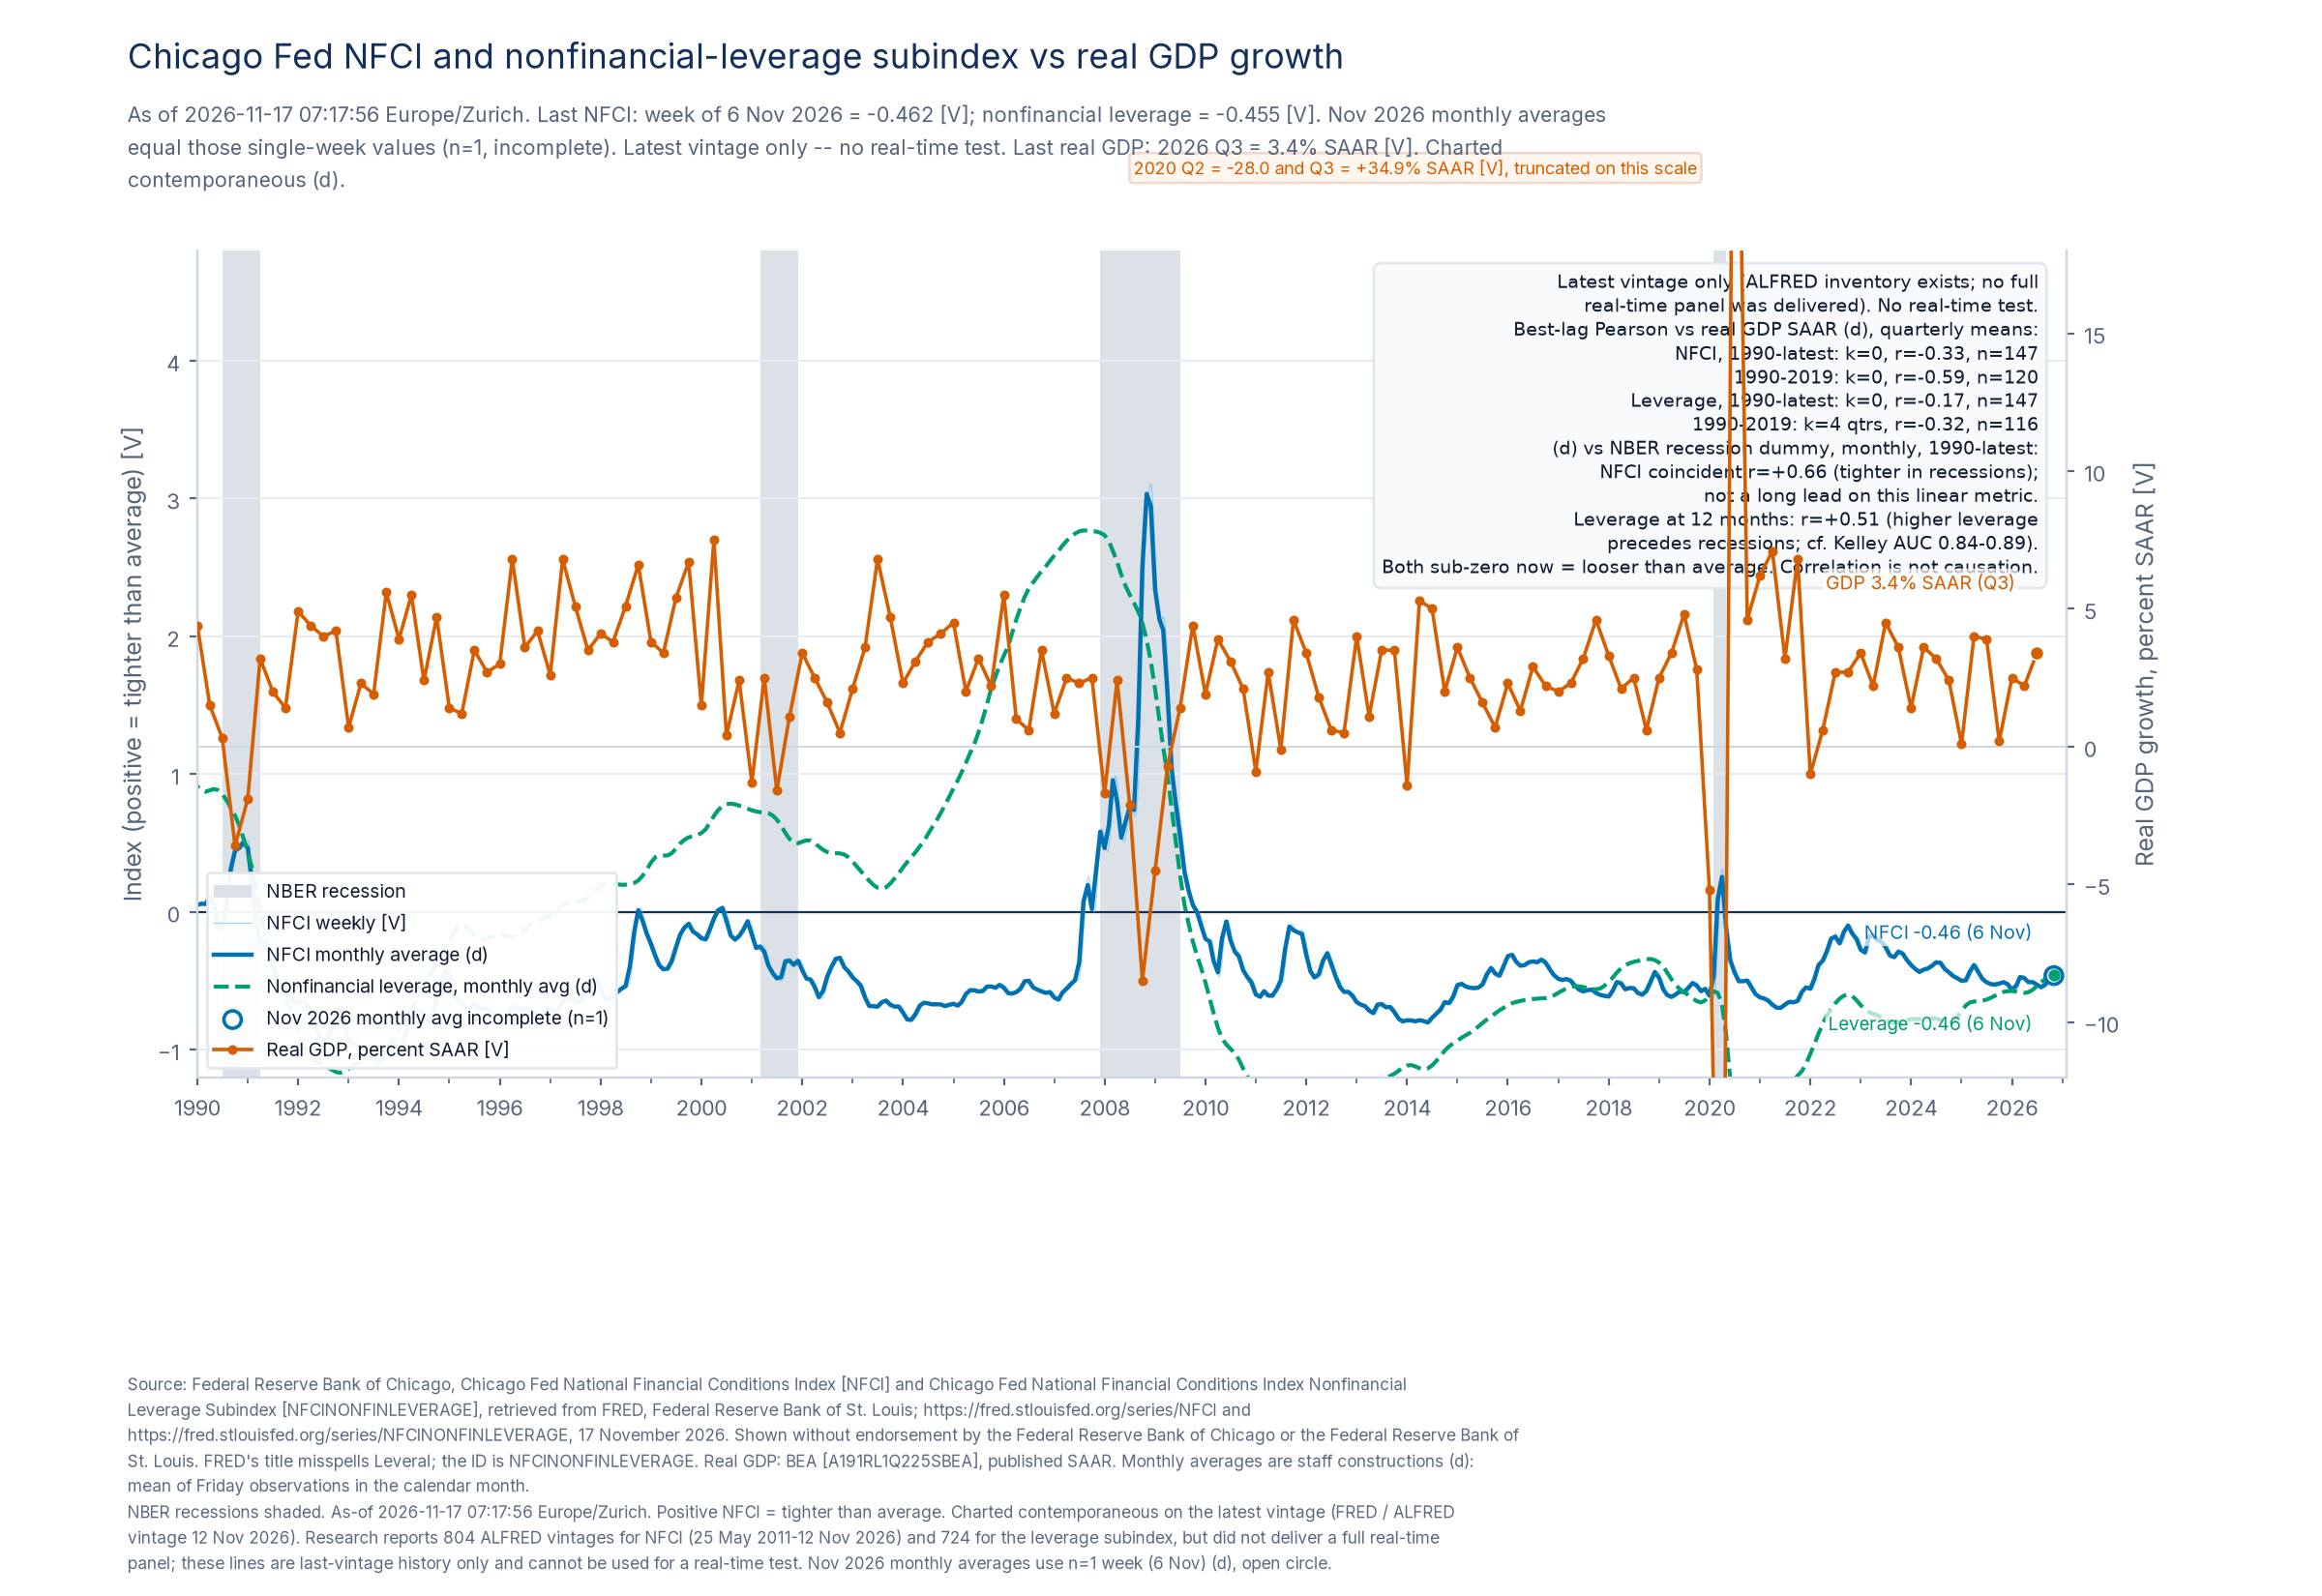 Chicago Fed NFCI and nonfinancial-leverage subindex vs real GDP growth
As of 2026-11-17 07:17:56 Europe/Zurich. Last NFCI: week of 6 Nov 2026 = -0.462 [V]; nonfinancial leverage = -0.455 [V]. Nov 2026 monthly averages
equal those single-week values (n=1, incomplete). Latest vintage only -- no real-time test. Last real GDP: 2026 Q3 = 3.4% SAAR [V]. Charted
contemporaneous (d).
2020 Q2 = -28.0 and Q3 = +34.9% SAAR [V], truncated on this scale
Latest vintage only (ALFRED inventory exists; no full
real-time panel was delivered). No real-time test.
Best-lag Pearson vs real GDP SAAR (d), quarterly means:
NFCI, 1990-latest: k=0, r=-0.33, n=147
1990-2019: k=0, r=-0.59, n=120
Leverage, 1990-latest: k=0, r=-0.17, n=147
1990-2019: k=4 qtrs, r=-0.32, n=116
(d) vs NBER recession dummy, monthly, 1990-latest:
NFCI coincident r=+0.66 (tighter in recessions);
not a long lead on this linear metric.
Leverage at 12 months: r=+0.51 (higher leverage
precedes recessions; cf. Kelley AUC 0.84-0.89).
Both sub-zero now = looser than average. Correlation is not causation.
GDP 3.4% SAAR (Q3)
NFCI -0.46 (6 Nov)
Leverage -0.46 (6 Nov)
Index (positive = tighter than average) [V]
4
3
2
1
0
−1
Real GDP growth, percent SAAR [V]
15
10
5
0
−5
−10
NBER recession
NFCI weekly [V]
NFCI monthly average (d)
Nonfinancial leverage, monthly avg (d)
Nov 2026 monthly avg incomplete (n=1)
Real GDP, percent SAAR [V]
1990 1992 1994 1996 1998 2000 2002 2004 2006 2008 2010 2012 2014 2016 2018 2020 2022 2024 2026
Source: Federal Reserve Bank of Chicago, Chicago Fed National Financial Conditions Index [NFCI] and Chicago Fed National Financial Conditions Index Nonfinancial
Leverage Subindex [NFCINONFINLEVERAGE], retrieved from FRED, Federal Reserve Bank of St. Louis; https://fred.stlouisfed.org/series/NFCI and
https://fred.stlouisfed.org/series/NFCINONFINLEVERAGE, 17 November 2026. Shown without endorsement by the Federal Reserve Bank of Chicago or the Federal Reserve Bank of
St. Louis. FRED's title misspells Leveral; the ID is NFCINONFINLEVERAGE. Real GDP: BEA [A191RL1Q225SBEA], published SAAR. Monthly averages are staff constructions (d):
mean of Friday observations in the calendar month.
NBER recessions shaded. As-of 2026-11-17 07:17:56 Europe/Zurich. Positive NFCI = tighter than average. Charted contemporaneous on the latest vintage (FRED / ALFRED
vintage 12 Nov 2026). Research reports 804 ALFRED vintages for NFCI (25 May 2011-12 Nov 2026) and 724 for the leverage subindex, but did not deliver a full real-time
panel; these lines are last-vintage history only and cannot be used for a real-time test. Nov 2026 monthly averages use n=1 week (6 Nov) (d), open circle.